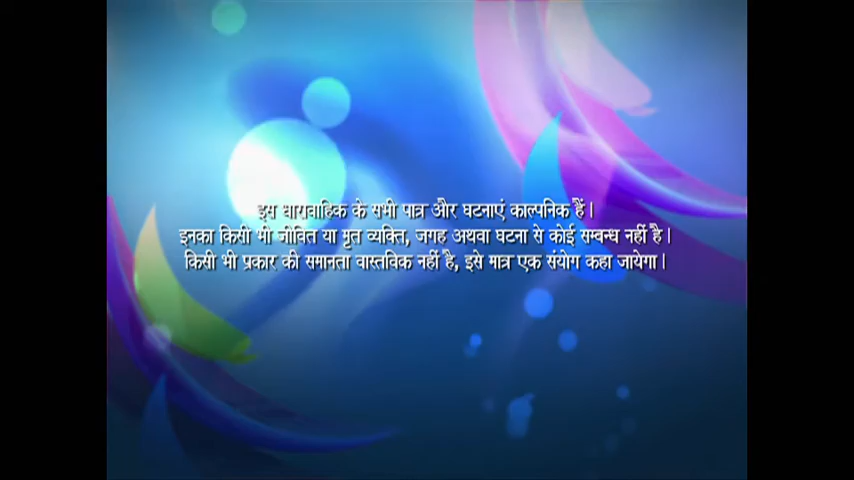 इस धारावाहिक के सभी पात्र और घटनाएं काल्पनिक हैं।
इनका किसी भी जीवित या मृत व्यक्ति, जगह अथवा घटना से कोई सम्बन्ध नहीं है।
किसी भी प्रकार की समानता वास्तविक नहीं है, इसे मात्र एक संयोग कहा जायेगा।